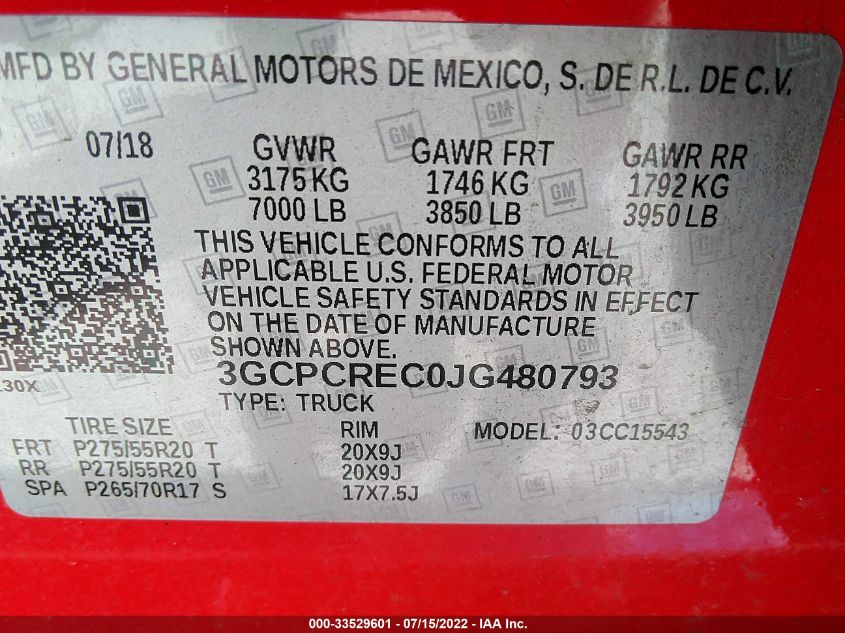 MFD BY GENERAL MOTORS DE MEXICO, S. DE R.L. DE C.V.
07/18 GVWR GAWR FRT GAWR RR
3175 KG 1746 KG 1792 KG
7000 LB 3850 LB 3950 LB
THIS VEHICLE CONFORMS TO ALL
APPLICABLE U.S. FEDERAL MOTOR
VEHICLE SAFETY STANDARDS IN EFFECT
ON THE DATE OF MANUFACTURE
SHOWN ABOVE.
30X 3GCPCREC0JG480793
TYPE: TRUCK
TIRE SIZE RIM MODEL: 03CC15543
FRT P275/55R20 T 20X9J
RR P275/55R20 T 20X9J
SPA P265/70R17 S 17X7.5J
000-33529601 - 07/15/2022 - IAA Inc.